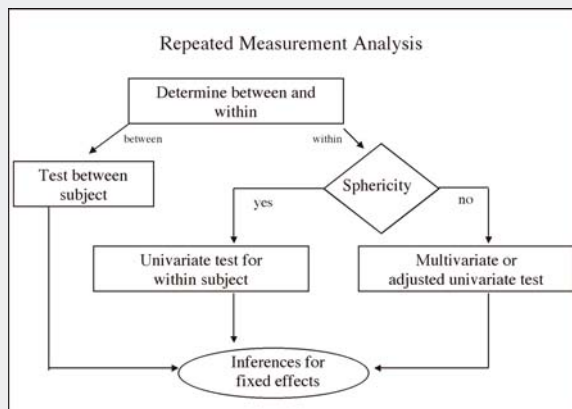 Repeated Measurement Analysis
Determine between and
within
between
within
Test between
subject
Sphericity
yes
no
Univariate test for
within subject
Multivariate or
adjusted univariate test
Inferences for
fixed effects